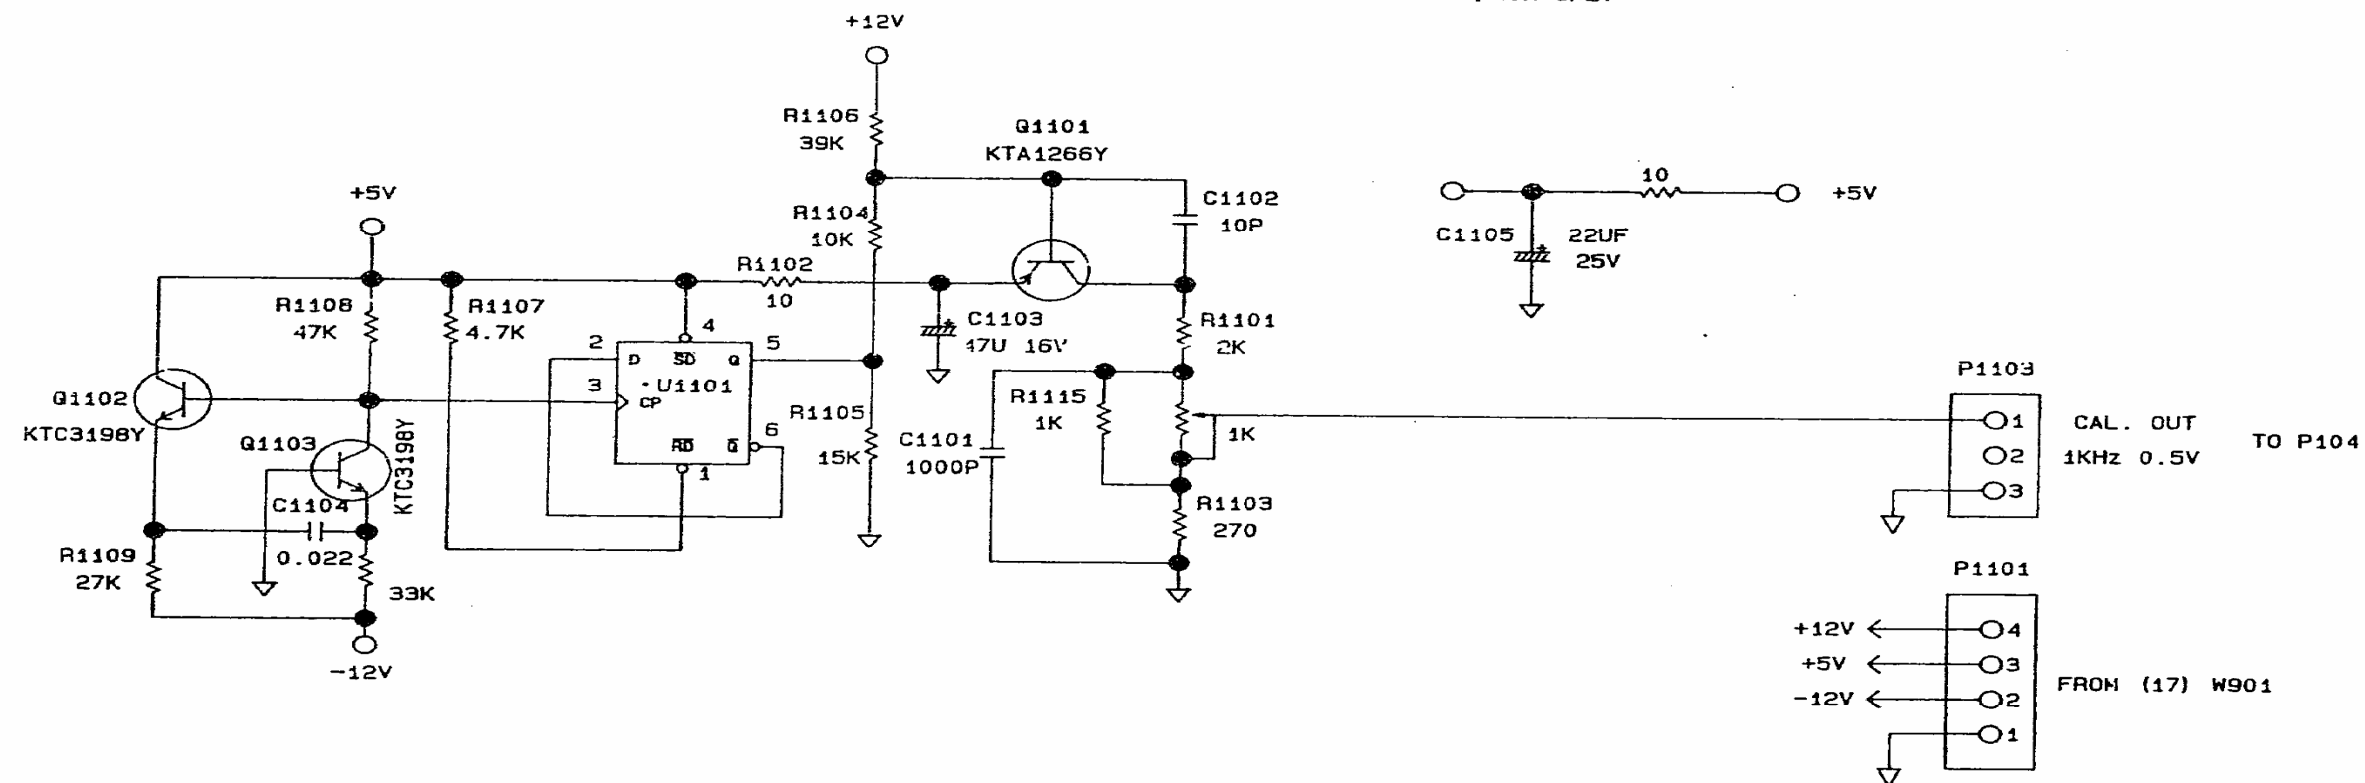 +12V
R1106
39K
Q1101
KTA1266Y
+5V
R1104
10K
C1102
10P
10
+5V
C1105
22UF
25V
+
R1108
47K
R1107
4.7K
R1102
10
C1103
47U 16V
+
R1101
2K
4
2
D
SD
Q
5
3
CP
U1101
RD
Q
6
1
Q1102
KTC3198Y
Q1103
KTC3198Y
R1105
15K
C1101
1000P
R1115
1K
1K
R1103
270
C1104
0.022
R1109
27K
33K
-12V
P1103
1
CAL. OUT
2
1KHz 0.5V
3
TO P104
P1101
+12V
4
+5V
3
-12V
2
1
FROM (17) W901